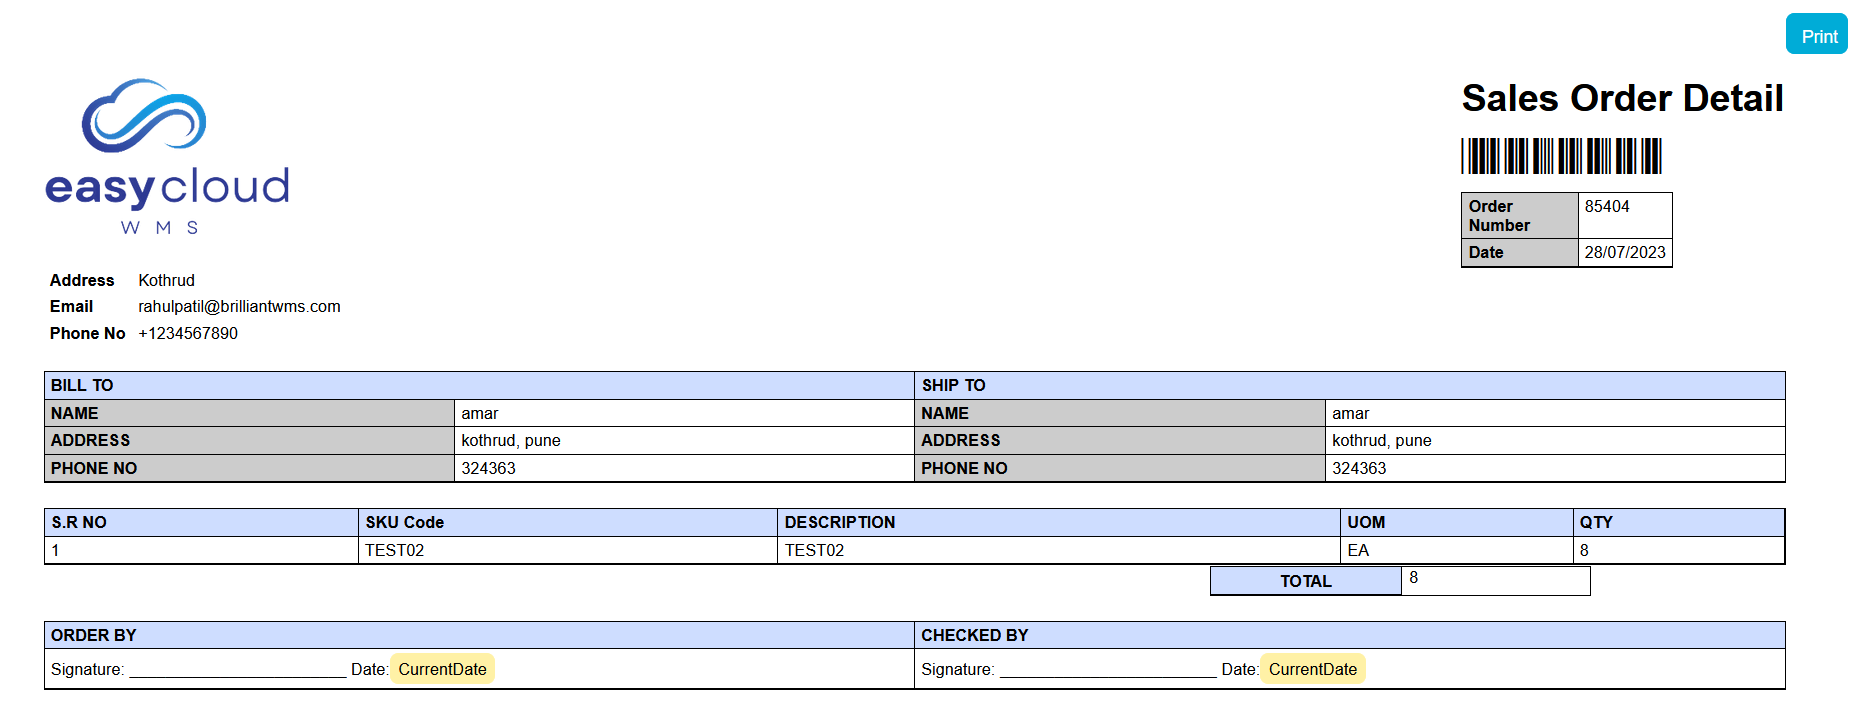 Print
easycloud
WMS
Sales Order Detail
Order Number 85404
Date 28/07/2023
Address Kothrud
Email rahulpatil@brilliantwms.com
Phone No +1234567890
BILL TO SHIP TO
NAME amar NAME amar
ADDRESS kothrud, pune ADDRESS kothrud, pune
PHONE NO 324363 PHONE NO 324363
S.R NO SKU Code DESCRIPTION UOM QTY
1 TEST02 TEST02 EA 8
TOTAL 8
ORDER BY CHECKED BY
Signature: ________________________ Date: CurrentDate Signature: ________________________ Date: CurrentDate